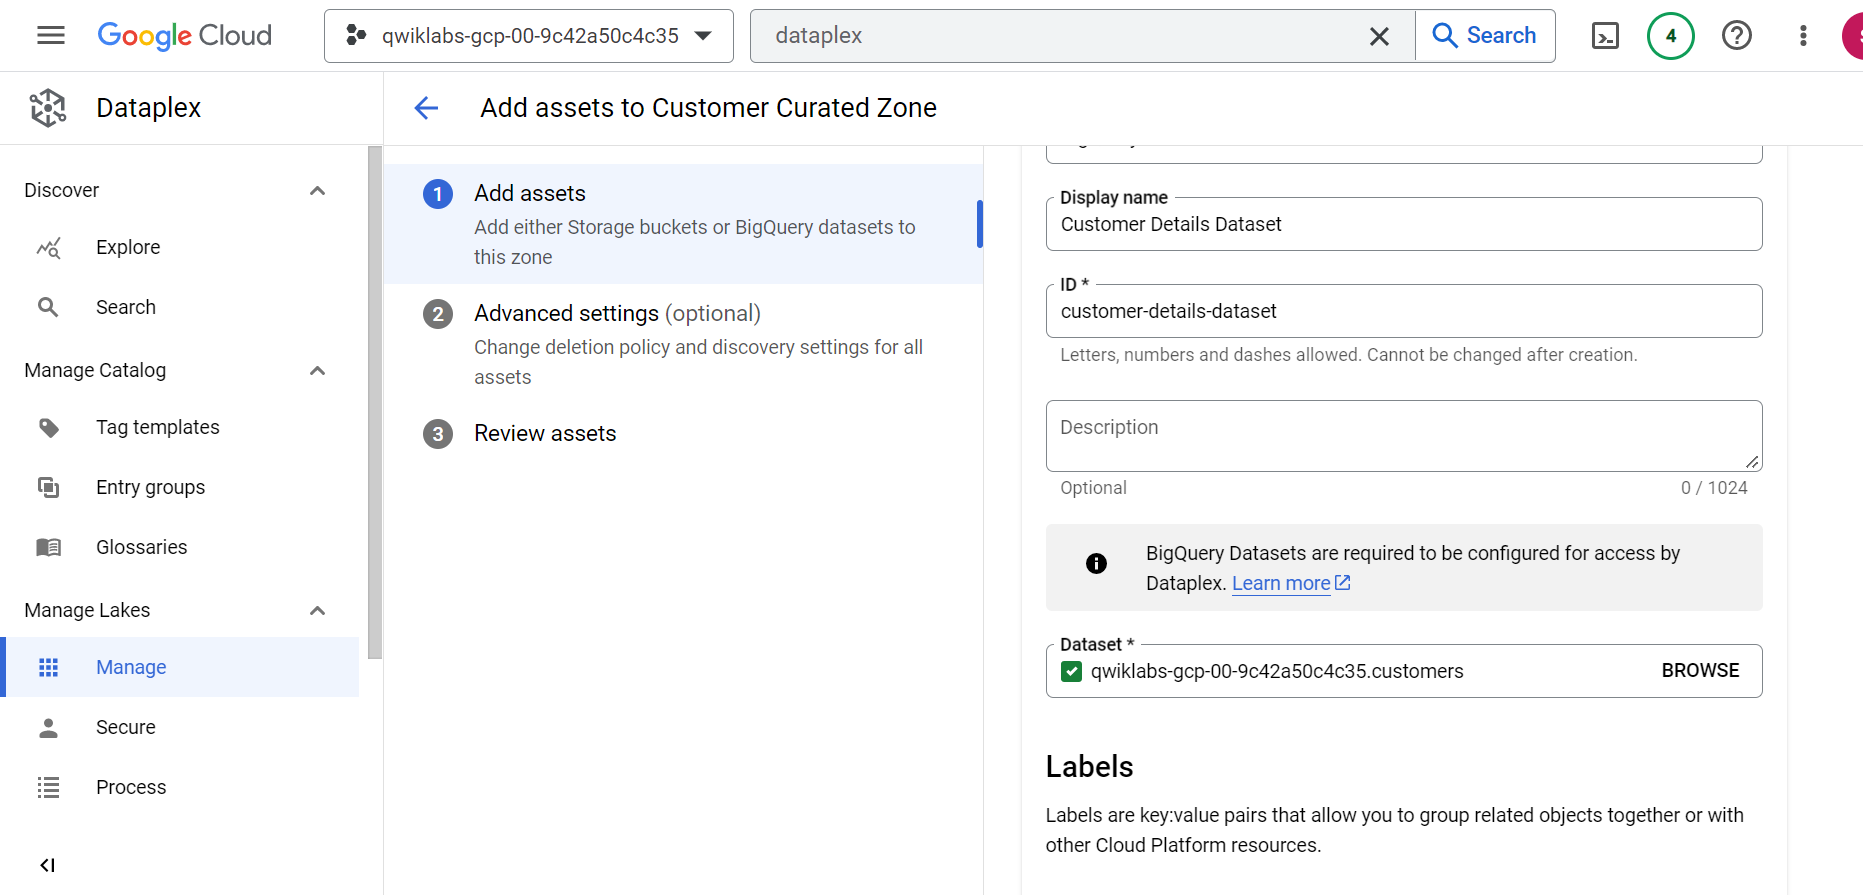 Google Cloud
qwiklabs-gcp-00-9c42a50c4c35
dataplex
Search
4
Dataplex
Add assets to Customer Curated Zone
Discover
Explore
Search
Manage Catalog
Tag templates
Entry groups
Glossaries
Manage Lakes
Manage
Secure
Process
1 Add assets
Add either Storage buckets or BigQuery datasets to
this zone
2 Advanced settings (optional)
Change deletion policy and discovery settings for all
assets
3 Review assets
Display name
Customer Details Dataset
ID *
customer-details-dataset
Letters, numbers and dashes allowed. Cannot be changed after creation.
Description
Optional 0 / 1024
BigQuery Datasets are required to be configured for access by
Dataplex. Learn more
Dataset *
qwiklabs-gcp-00-9c42a50c4c35.customers BROWSE
Labels
Labels are key:value pairs that allow you to group related objects together or with
other Cloud Platform resources.